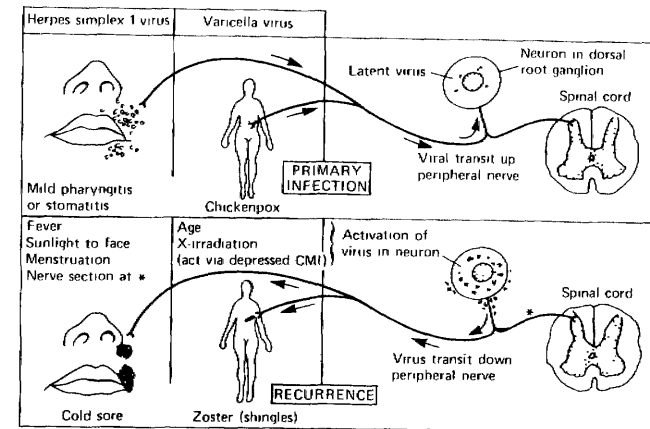 Herpes simplex 1 virus
Varicella virus
Latent virus
Neuron in dorsal
root ganglion
Spinal cord
PRIMARY
INFECTION
Viral transit up
peripheral nerve
Mild pharyngitis
or stomatitis
Chickenpox
Fever
Sunlight to face
Menstruation
Nerve section at *
Age
X-irradiation
(act via depressed CMI)
Activation of
virus in neuron
*
Spinal cord
Virus transit down
peripheral nerve
RECURRENCE
Cold sore
Zoster (shingles)